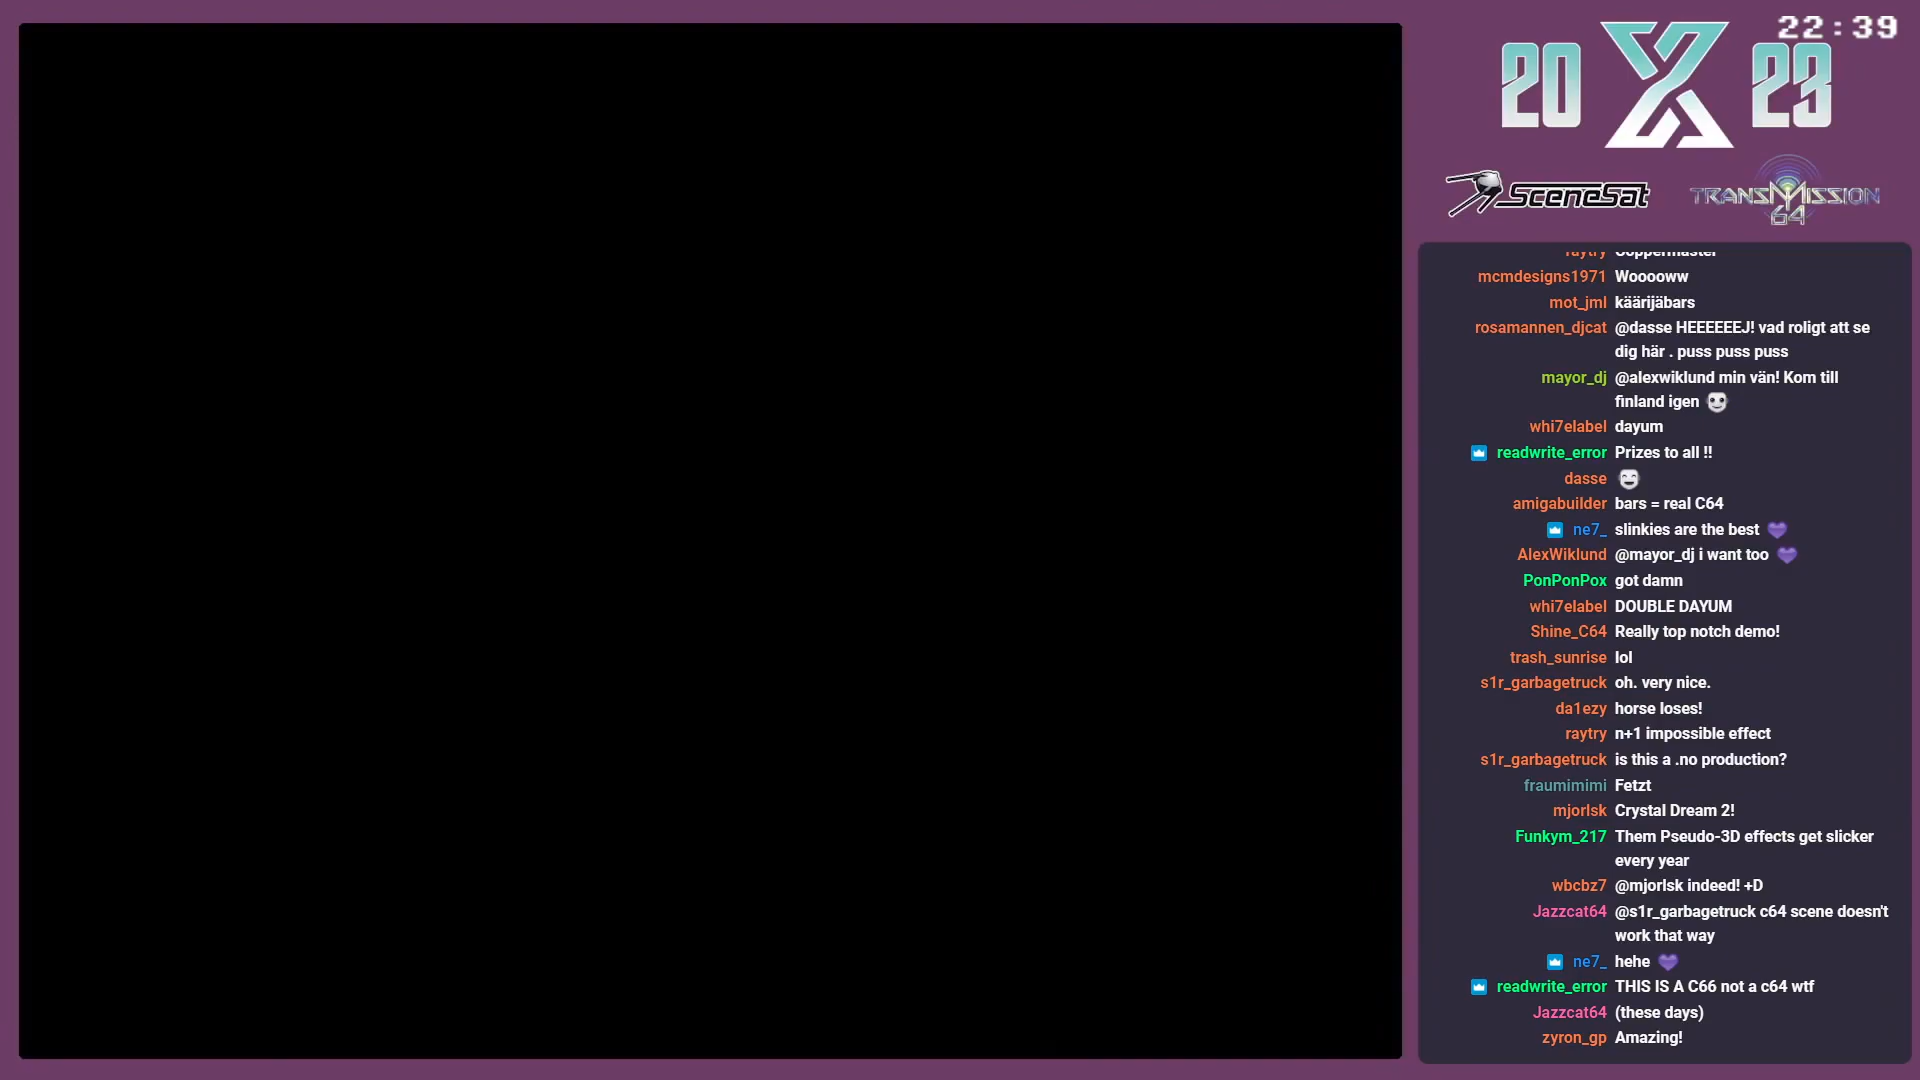 22:39
20 X 23
SCENESAT
TRANSMISSION
64
raytry Coppermaster
mcmdesigns1971 Wooooww
mot_jml käärijäbars
rosamannen_djcat @dasse HEEEEEEJ! vad roligt att se
dig här . puss puss puss
mayor_dj @alexwiklund min vän! Kom till
finland igen
whi7elabel dayum
readwrite_error Prizes to all !!
dasse
amigabuilder bars = real C64
ne7_ slinkies are the best
AlexWiklund @mayor_dj i want too
PonPonPox got damn
whi7elabel DOUBLE DAYUM
Shine_C64 Really top notch demo!
trash_sunrise lol
s1r_garbagetruck oh. very nice.
da1ezy horse loses!
raytry n+1 impossible effect
s1r_garbagetruck is this a .no production?
fraumimimi Fetzt
mjorlsk Crystal Dream 2!
Funkym_217 Them Pseudo-3D effects get slicker
every year
wbcbz7 @mjorlsk indeed! +D
Jazzcat64 @s1r_garbagetruck c64 scene doesn't
work that way
ne7_ hehe
readwrite_error THIS IS A C66 not a c64 wtf
Jazzcat64 (these days)
zyron_gp Amazing!